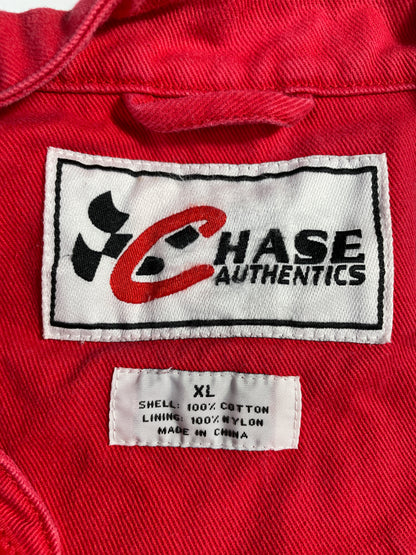 CHASE
AUTHENTICS
XL
SHELL: 100% COTTON
LINING: 100% NYLON
MADE IN CHINA